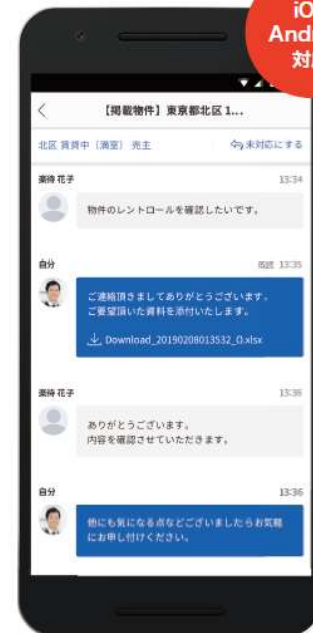 iO
Andr
対応
【掲載物件】東京都北区1...
北区 賃貸中（満室） 売主
未対応にする
楽待 花子
13:34
物件のレントロールを確認したいです。
自分
既読 13:35
ご連絡頂きましてありがとうございます。
ご要望頂いた資料を添付いたします。
Download_20190208013532_O.xlsx
楽待 花子
13:36
ありがとうございます。
内容を確認させていただきます。
自分
13:36
他にも気になる点などございましたらお気軽
にお申し付けください。